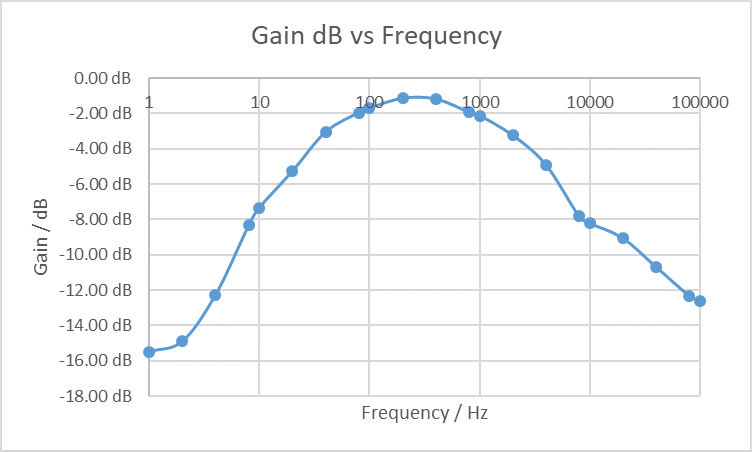 Gain dB vs Frequency
0.00 dB
1 10 100 1000 10000 100000
-2.00 dB
-4.00 dB
-6.00 dB
-8.00 dB
-10.00 dB
-12.00 dB
-14.00 dB
-16.00 dB
-18.00 dB
Gain / dB
Frequency / Hz